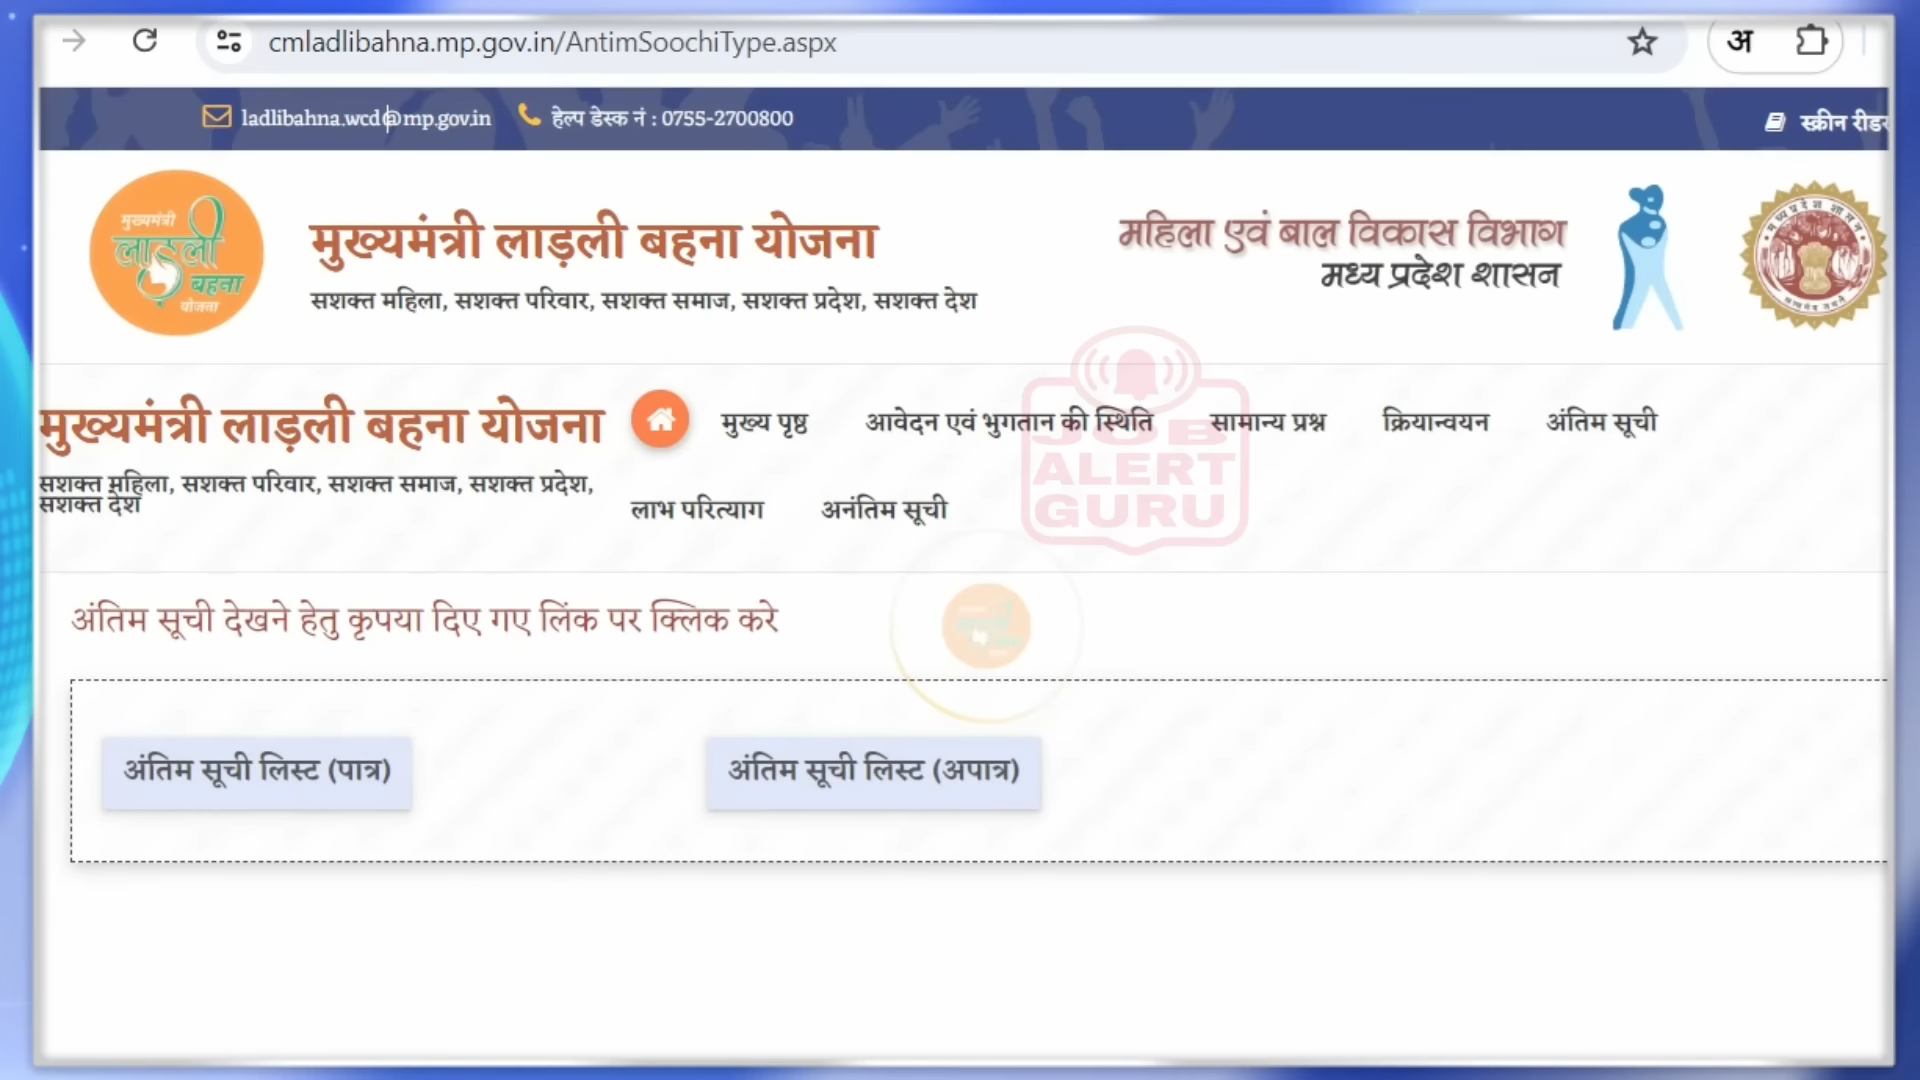 cmladlibahna.mp.gov.in/AntimSoochiType.aspx
अ
ladlibahna.wcd@mp.gov.in
हेल्प डेस्क नं : 0755-2700800
स्क्रीन रीडर
मुख्यमंत्री
लाड़ली
बहना
योजना
मुख्यमंत्री लाड़ली बहना योजना
सशक्त महिला, सशक्त परिवार, सशक्त समाज, सशक्त प्रदेश, सशक्त देश
महिला एवं बाल विकास विभाग
मध्य प्रदेश शासन
मुख्यमंत्री लाड़ली बहना योजना
सशक्त महिला, सशक्त परिवार, सशक्त समाज, सशक्त प्रदेश,
सशक्त देश
मुख्य पृष्ठ
आवेदन एवं भुगतान की स्थिति
सामान्य प्रश्न
क्रियान्वयन
अंतिम सूची
लाभ परित्याग
अनंतिम सूची
JOB
ALERT
GURU
अंतिम सूची देखने हेतु कृपया दिए गए लिंक पर क्लिक करे
अंतिम सूची लिस्ट (पात्र)
अंतिम सूची लिस्ट (अपात्र)